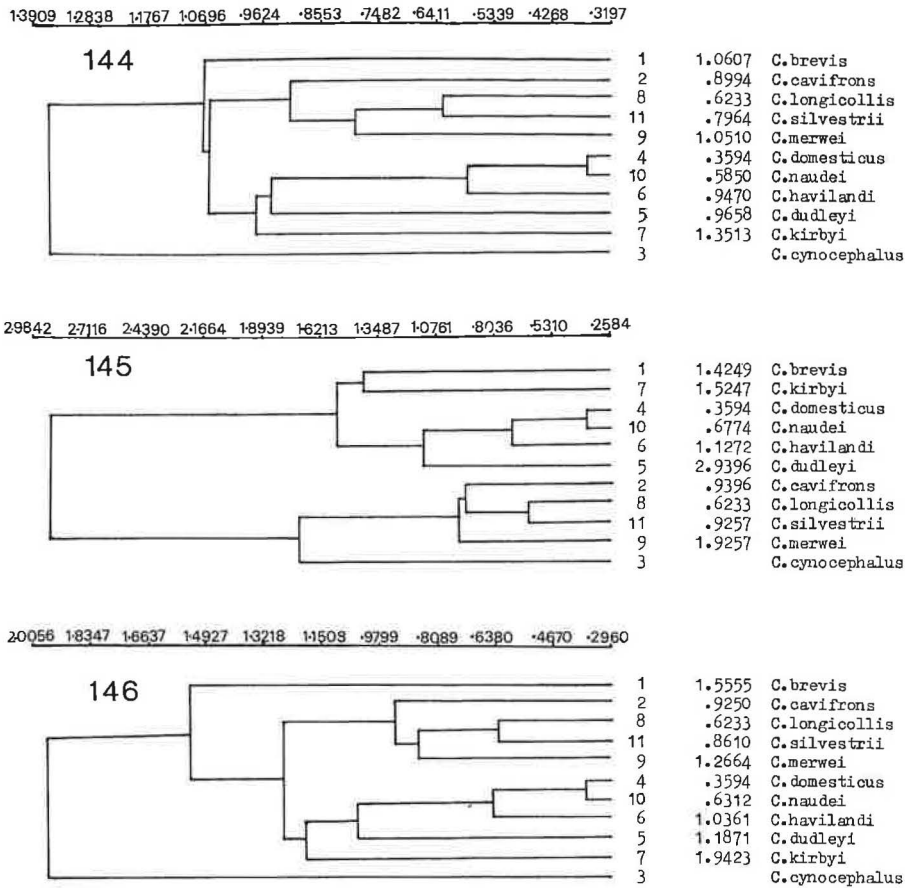 1·3909 1·2838 1·1767 1·0696 ·9624 ·8553 ·7482 ·6411 ·5339 ·4268 ·3197
144
1 1.0607 C.brevis
2 .8994 C.cavifrons
8 .6233 C.longicollis
11 .7964 C.silvestrii
9 1.0510 C.merwei
4 .3594 C.domesticus
10 .5850 C.naudei
6 .9470 C.havilandi
5 .9658 C.dudleyi
7 1.3513 C.kirbyi
3 C.cynocephalus
2·9842 2·7116 2·4390 2·1664 1·8939 1·6213 1·3487 1·0761 ·8036 ·5310 ·2584
145
1 1.4249 C.brevis
7 1.5247 C.kirbyi
4 .3594 C.domesticus
10 .6774 C.naudei
6 1.1272 C.havilandi
5 2.9396 C.dudleyi
2 .9396 C.cavifrons
8 .6233 C.longicollis
11 .9257 C.silvestrii
9 1.9257 C.merwei
3 C.cynocephalus
2·0056 1·8347 1·6637 1·4927 1·3218 1·1508 ·9799 ·8089 ·6380 ·4670 ·2960
146
1 1.5555 C.brevis
2 .9250 C.cavifrons
8 .6233 C.longicollis
11 .8610 C.silvestrii
9 1.2664 C.merwei
4 .3594 C.domesticus
10 .6312 C.naudei
6 1.0361 C.havilandi
5 1.1871 C.dudleyi
7 1.9423 C.kirbyi
3 C.cynocephalus